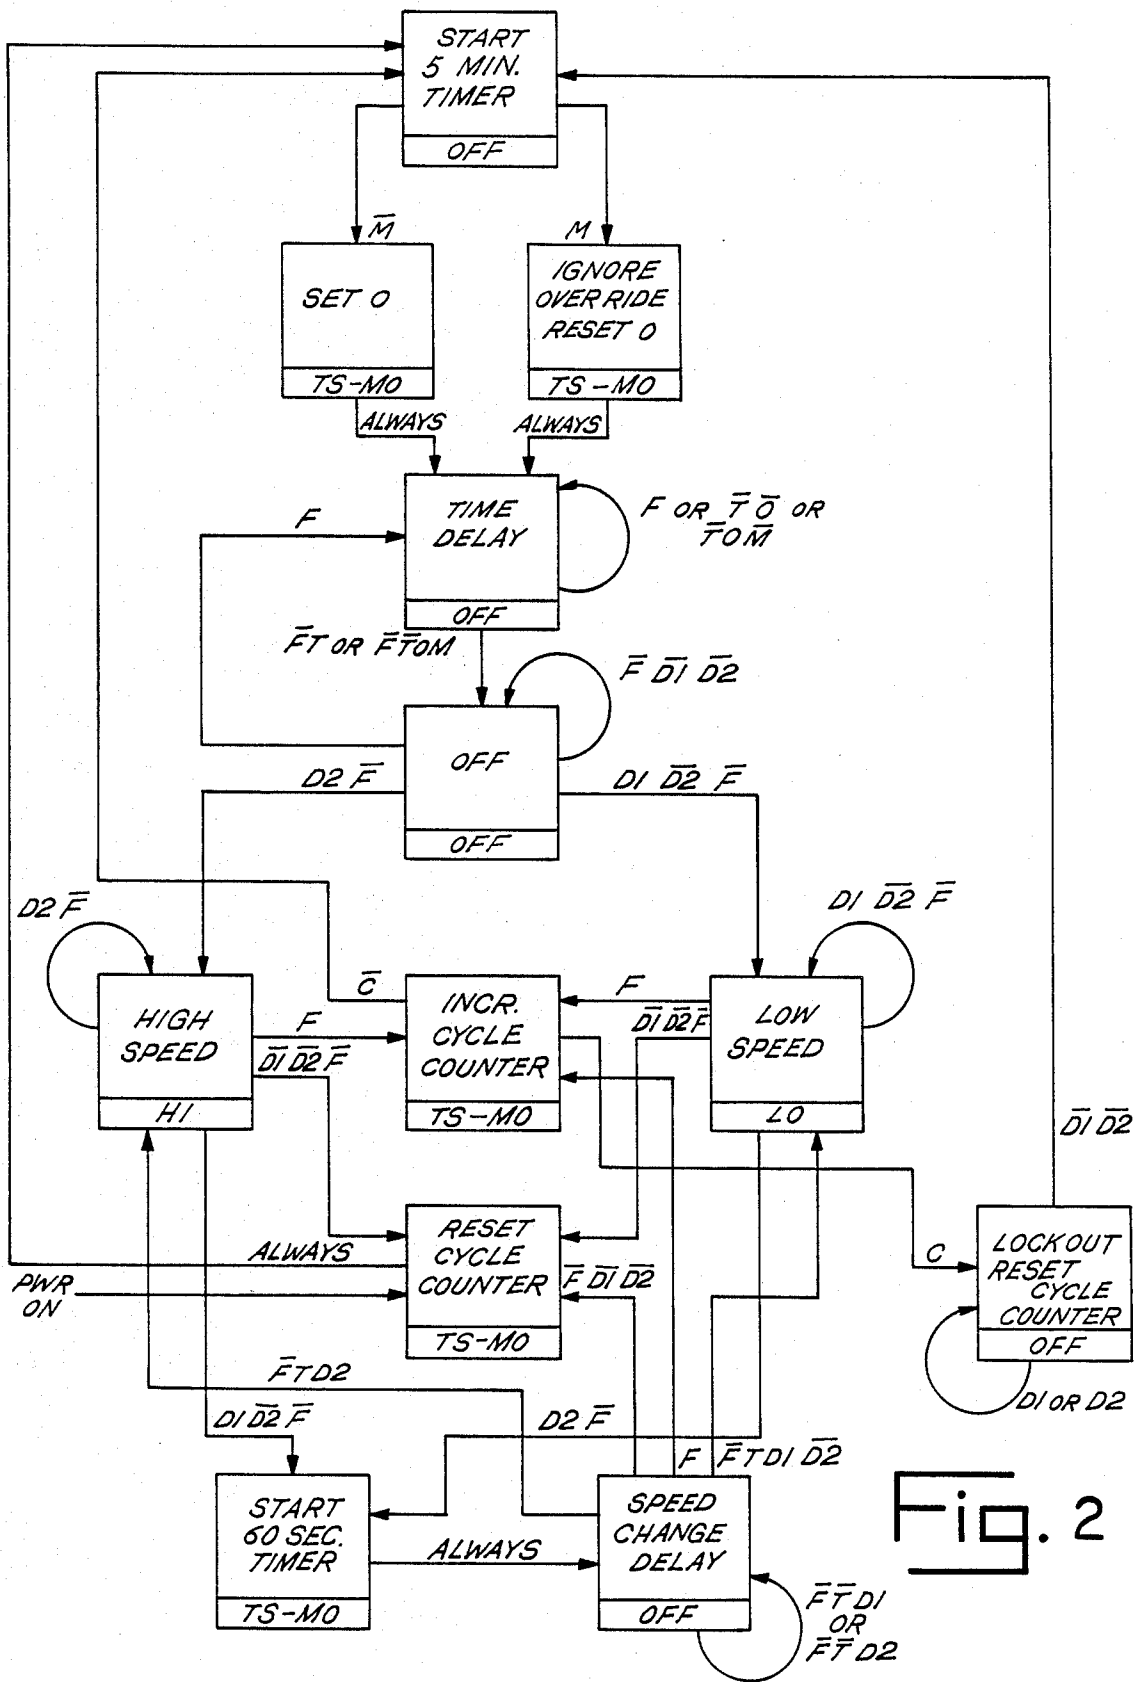 START
5 MIN.
TIMER
OFF
M̅
M
SET O
TS-MO
IGNORE
OVERRIDE
RESET O
TS-MO
ALWAYS
ALWAYS
F
TIME
DELAY
OFF
F OR T̅ O̅ OR
T̅OM̅
F̅T OR F̅T̅OM
F̅ D̅1̅ D̅2̅
OFF
OFF
D2 F̅
D1 D̅2̅ F̅
D2 F̅
D1 D̅2̅ F̅
HIGH
SPEED
HI
F
D̅1̅ D̅2̅ F̅
C̅
INCR.
CYCLE
COUNTER
TS-MO
F
D̅1̅ D̅2̅ F̅
LOW
SPEED
LO
D̅1̅ D̅2̅
ALWAYS
PWR
ON
RESET
CYCLE
COUNTER
TS-MO
F̅ D̅1̅ D̅2̅
C
LOCKOUT
RESET
CYCLE
COUNTER
OFF
D1 OR D2
F̅TD2
D1 D̅2̅ F̅
D2 F̅
F
F̅TD1 D̅2̅
START
60 SEC.
TIMER
TS-MO
ALWAYS
SPEED
CHANGE
DELAY
OFF
F̅T̅D1
OR
F̅T̅D2
Fig. 2